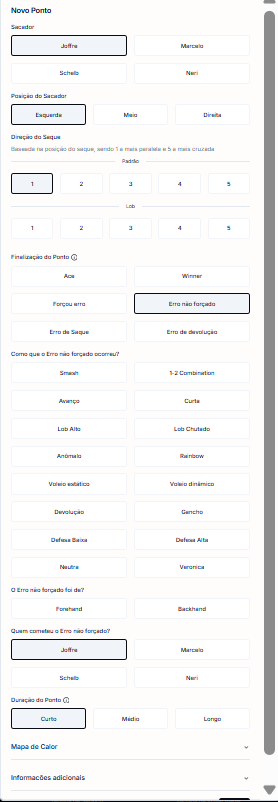 Novo Ponto
Sacador
Joffre Marcelo
Schelb Neri
Posição do Sacador
Esquerda Meio Direita
Direção do Saque
Baseada na posição do saque, sendo 1 a mais paralela e 5 a mais cruzada
Padrão
1 2 3 4 5
Lob
1 2 3 4 5
Finalização do Ponto
Ace Winner
Forçou erro Erro não forçado
Erro de Saque Erro de devolução
Como que o Erro não forçado ocorreu?
Smash 1-2 Combination
Avanço Curta
Lob Alto Lob Chutado
Anômalo Rainbow
Voleio estático Voleio dinâmico
Devolução Gancho
Defesa Baixa Defesa Alta
Neutra Veronica
O Erro não forçado foi de?
Forehand Backhand
Quem cometeu o Erro não forçado?
Joffre Marcelo
Schelb Neri
Duração do Ponto
Curto Médio Longo
Mapa de Calor
Informações adicionais